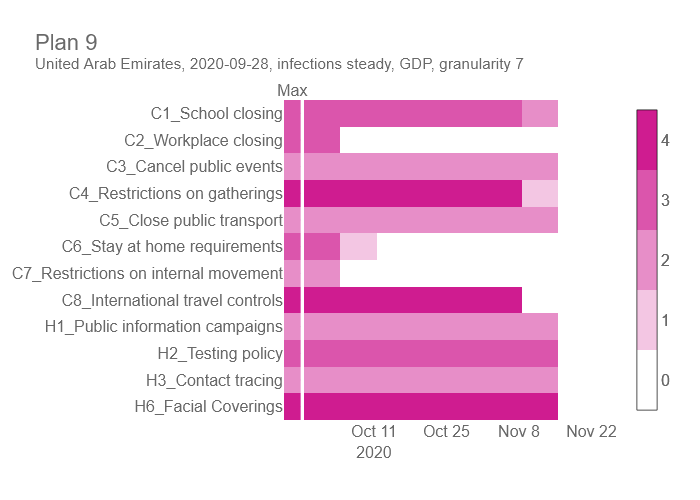 Plan 9
United Arab Emirates, 2020-09-28, infections steady, GDP, granularity 7
Max
C1_School closing
C2_Workplace closing
C3_Cancel public events
C4_Restrictions on gatherings
C5_Close public transport
C6_Stay at home requirements
C7_Restrictions on internal movement
C8_International travel controls
H1_Public information campaigns
H2_Testing policy
H3_Contact tracing
H6_Facial Coverings
Oct 11 Oct 25 Nov 8 Nov 22
2020
4
3
2
1
0